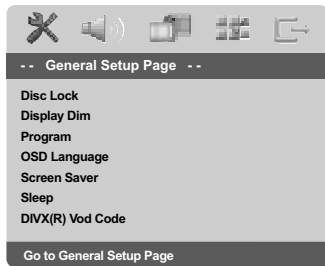 - -  General Setup Page  - -
Disc Lock
Display Dim
Program
OSD Language
Screen Saver
Sleep
DIVX(R) Vod Code
Go to General Setup Page